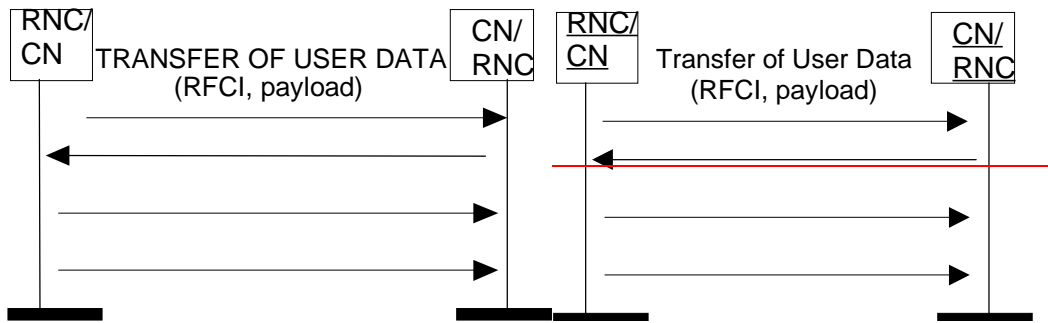 RNC/
CN
TRANSFER OF USER DATA
(RFCI, payload)
CN/
RNC
RNC/
CN
Transfer of User Data
(RFCI, payload)
CN/
RNC